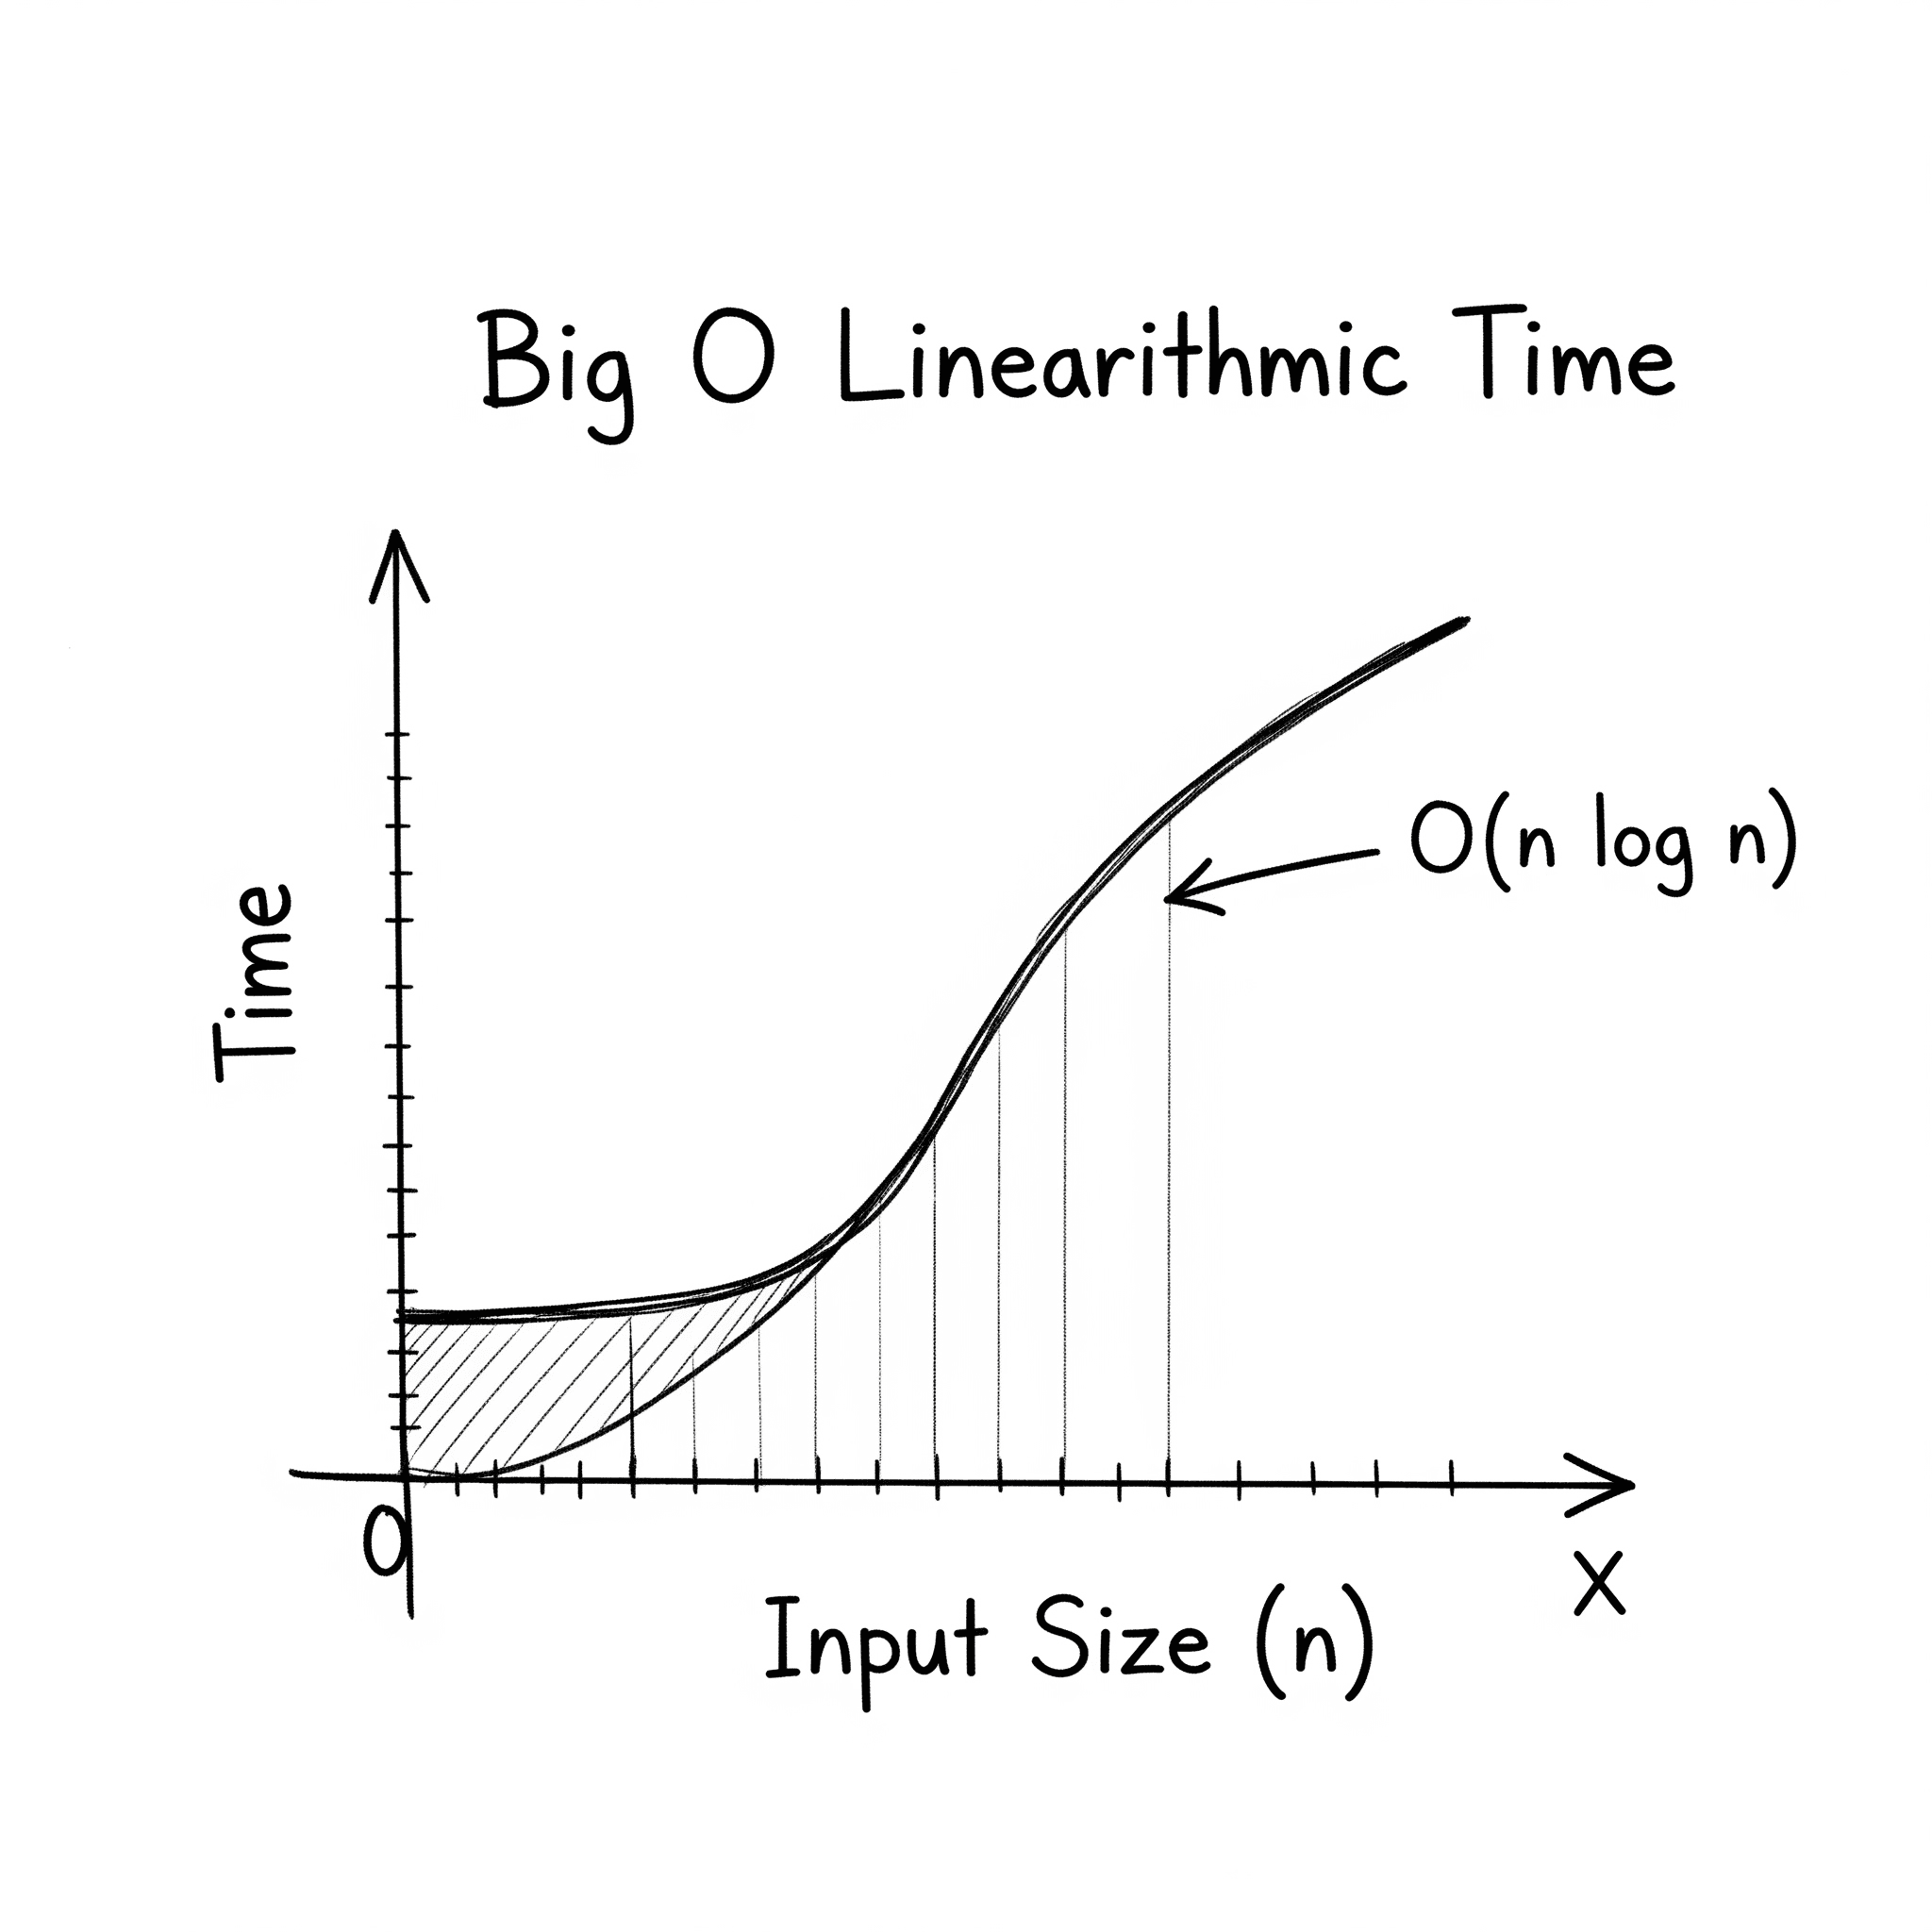 Big O Linearithmic Time
Time
O(n log n)
0
X
Input Size (n)